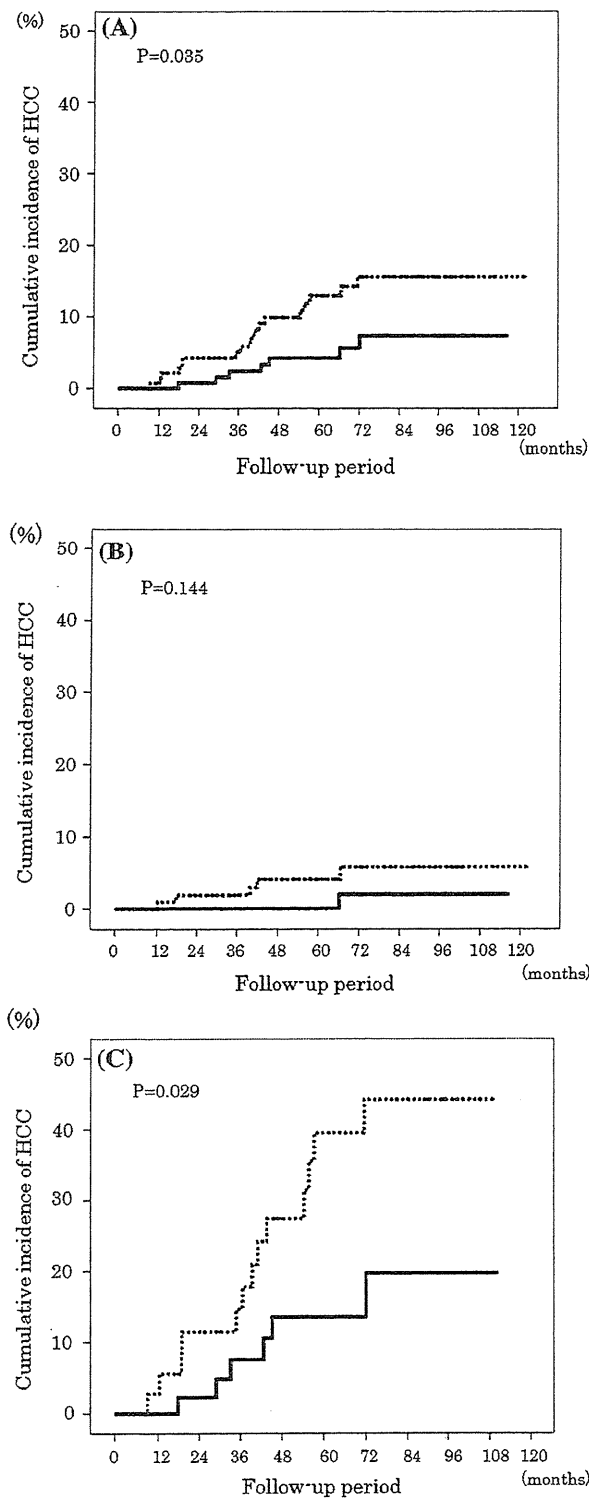 (%)
(A)
P=0.035
50
40
30
20
10
0
Cumulative incidence of HCC
0 12 24 36 48 60 72 84 96 108 120
(months)
Follow-up period
(%)
(B)
P=0.144
50
40
30
20
10
0
Cumulative incidence of HCC
0 12 24 36 48 60 72 84 96 108 120
(months)
Follow-up period
(%)
(C)
P=0.029
50
40
30
20
10
0
Cumulative incidence of HCC
0 12 24 36 48 60 72 84 96 108 120
(months)
Follow-up period